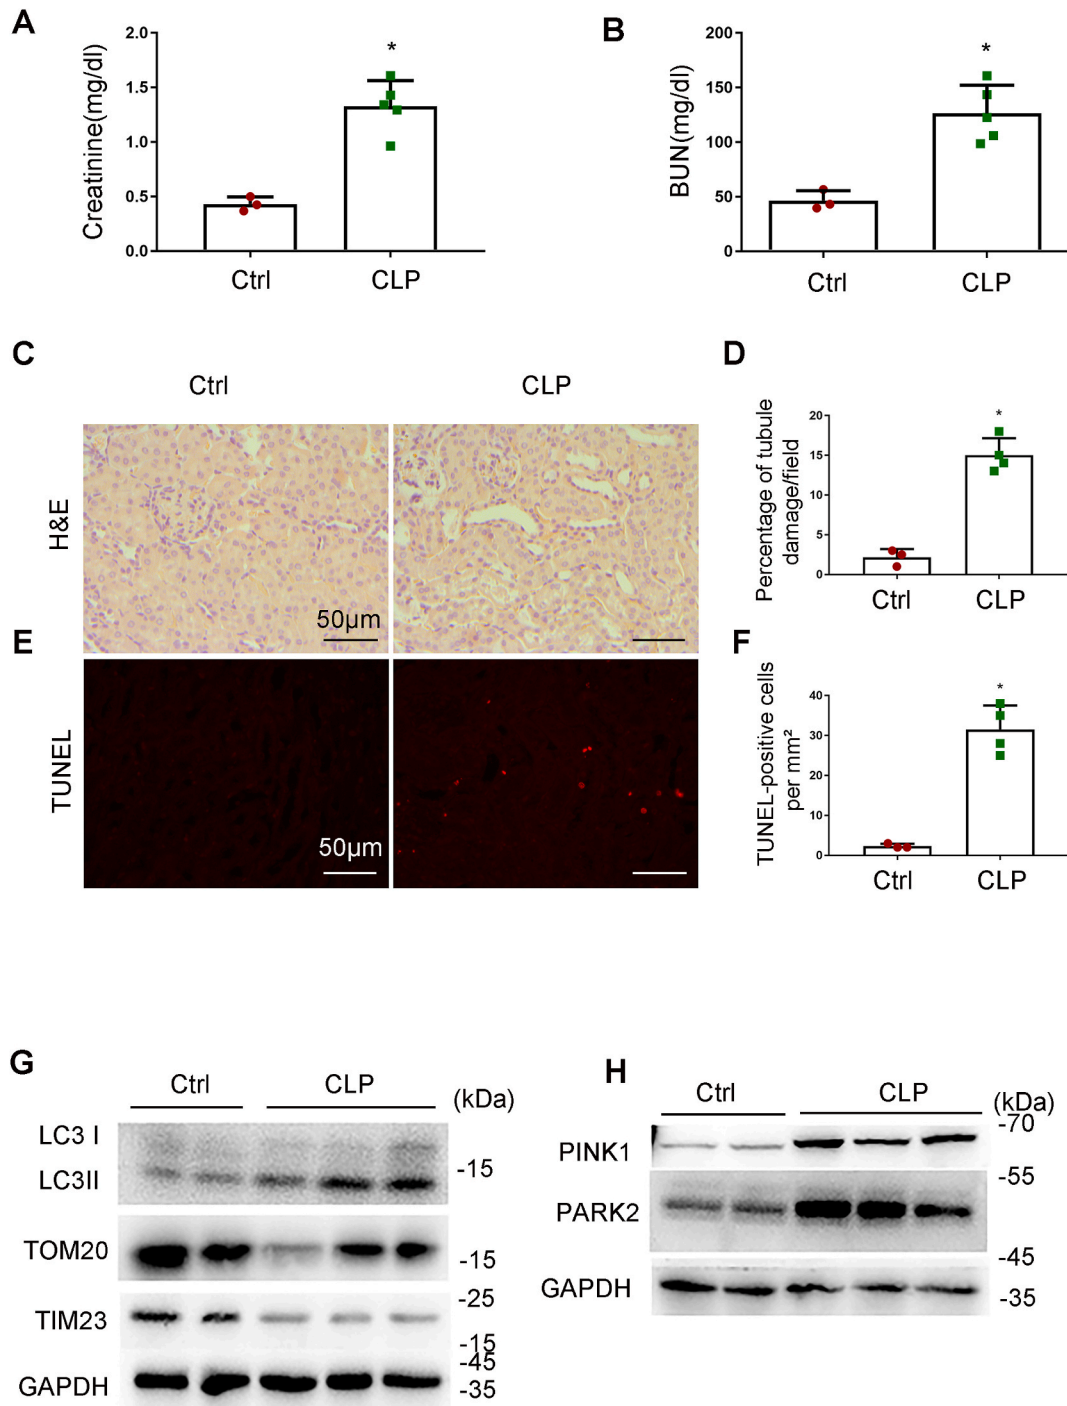 A
Creatinine(mg/dl)
2.0
1.5
1.0
0.5
0.0
*
Ctrl
CLP
B
BUN(mg/dl)
200
150
100
50
0
*
Ctrl
CLP
C
Ctrl
CLP
H&E
50μm
D
Percentage of tubule
damage/field
20
15
10
5
0
*
Ctrl
CLP
E
TUNEL
50μm
F
TUNEL-positive cells
per mm²
40
30
20
10
0
*
Ctrl
CLP
G
Ctrl
CLP
(kDa)
LC3 I
LC3II
-15
TOM20
-15
TIM23
-25
-15
GAPDH
-45
-35
H
Ctrl
CLP
(kDa)
PINK1
-70
-55
PARK2
-45
GAPDH
-35